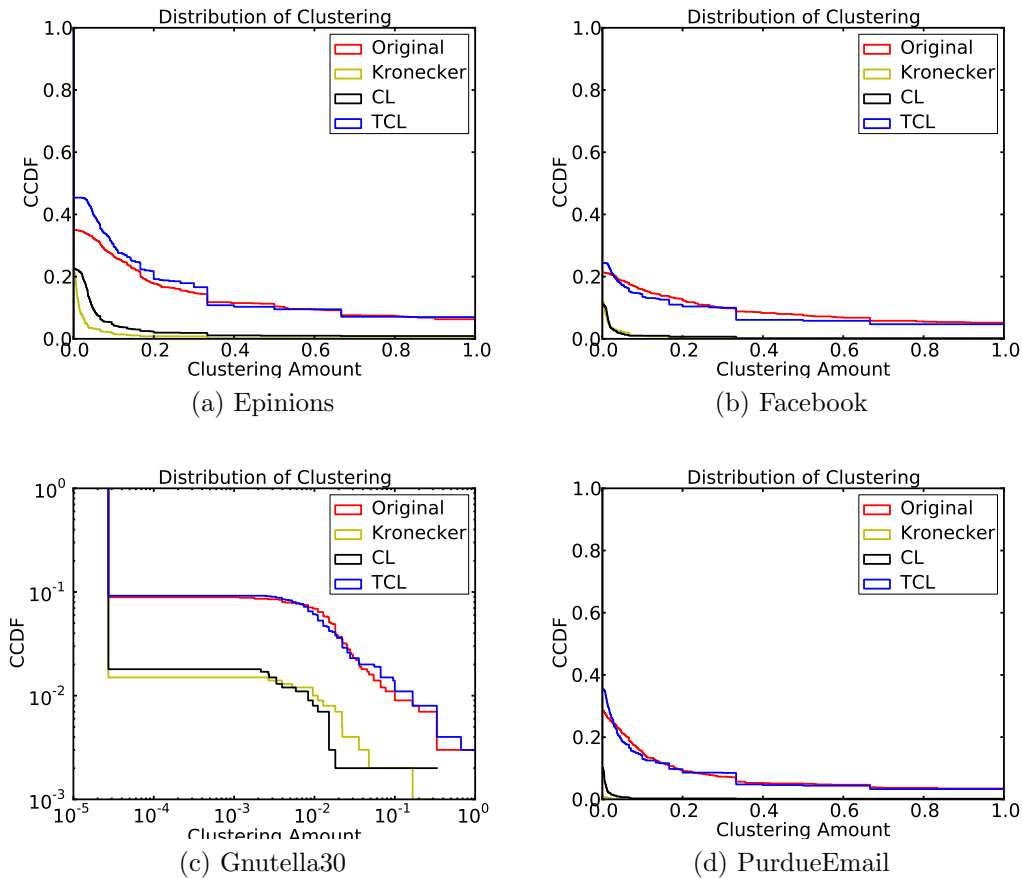 Distribution of Clustering
1.0
0.8
0.6
0.4
0.2
0.0
CCDF
Original
Kronecker
CL
TCL
0.0 0.2 0.4 0.6 0.8 1.0
Clustering Amount
(a) Epinions
Distribution of Clustering
1.0
0.8
0.6
0.4
0.2
0.0
CCDF
Original
Kronecker
CL
TCL
0.0 0.2 0.4 0.6 0.8 1.0
Clustering Amount
(b) Facebook
Distribution of Clustering
10^0
10^-1
10^-2
10^-3
CCDF
Original
Kronecker
CL
TCL
10^-5 10^-4 10^-3 10^-2 10^-1 10^0
Clustering Amount
(c) Gnutella30
Distribution of Clustering
1.0
0.8
0.6
0.4
0.2
0.0
CCDF
Original
Kronecker
CL
TCL
0.0 0.2 0.4 0.6 0.8 1.0
Clustering Amount
(d) PurdueEmail